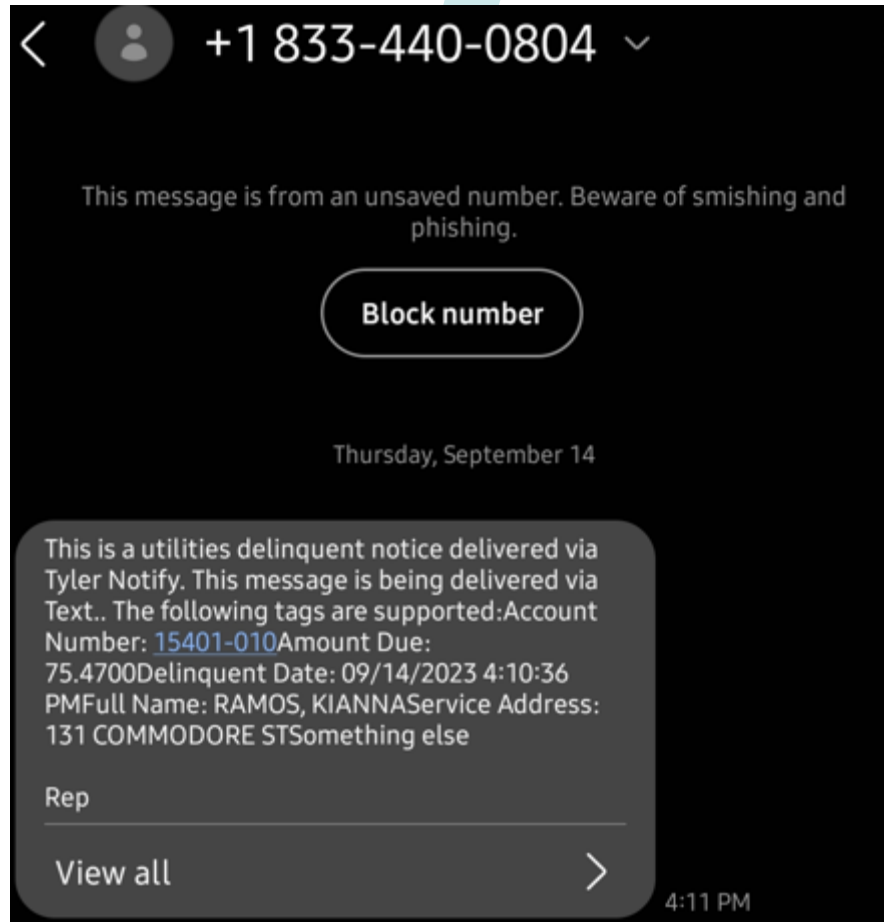 +1 833-440-0804
This message is from an unsaved number. Beware of smishing and
phishing.
Block number
Thursday, September 14
This is a utilities delinquent notice delivered via
Tyler Notify. This message is being delivered via
Text.. The following tags are supported:Account
Number: 15401-010Amount Due:
75.4700Delinquent Date: 09/14/2023 4:10:36
PMFull Name: RAMOS, KIANNAService Address:
131 COMMODORE STSomething else
Rep
View all
4:11 PM